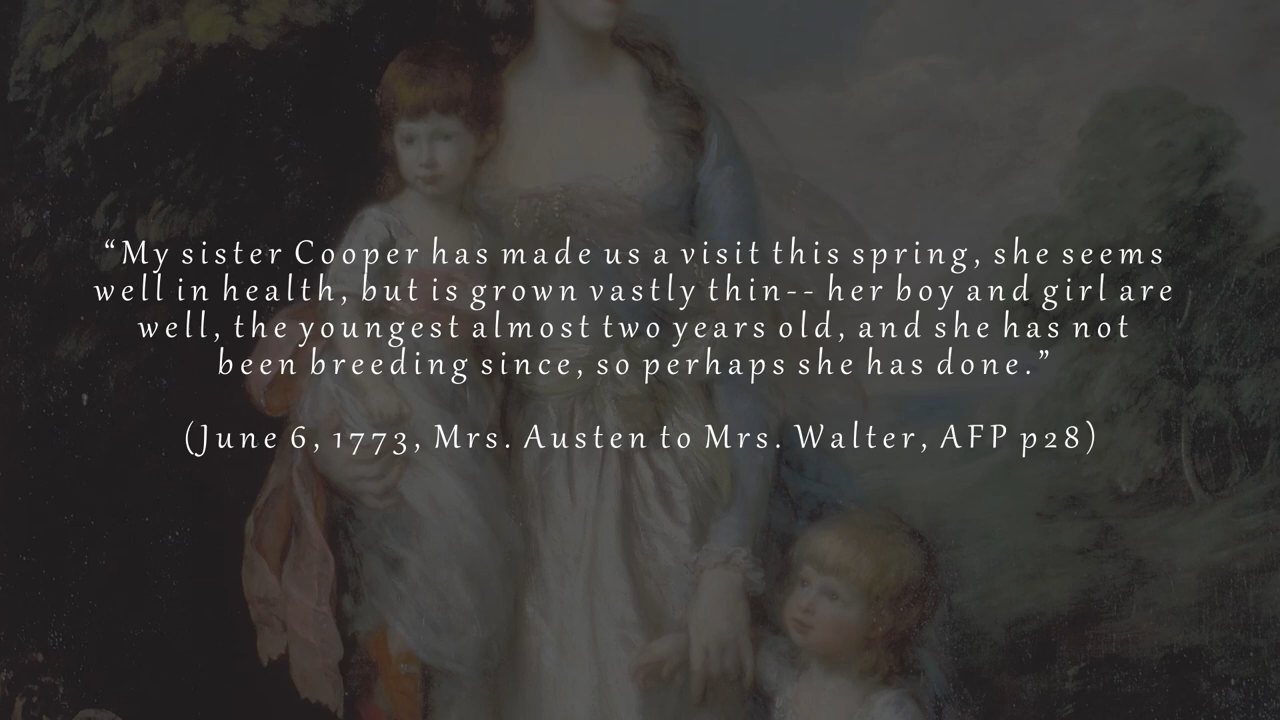 “My sister Cooper has made us a visit this spring, she seems
well in health, but is grown vastly thin-- her boy and girl are
well, the youngest almost two years old, and she has not
been breeding since, so perhaps she has done.”
(June 6, 1773, Mrs. Austen to Mrs. Walter, AFP p28)